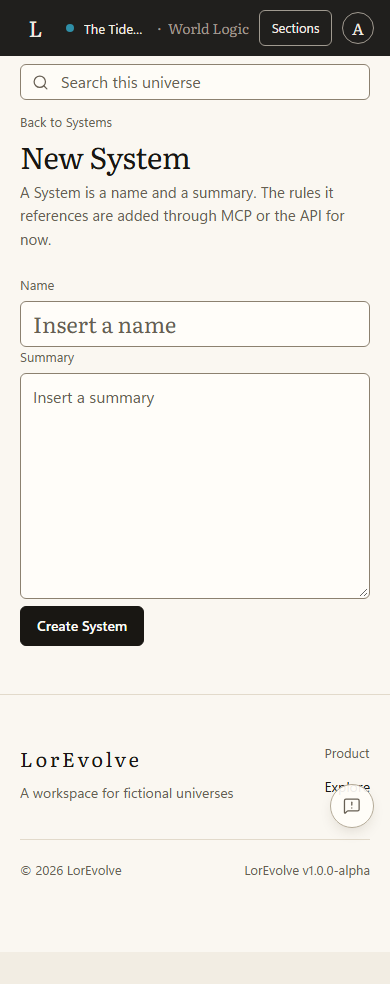 L The Tide... · World Logic Sections A
Search this universe
Back to Systems
New System
A System is a name and a summary. The rules it
references are added through MCP or the API for
now.
Name
Insert a name
Summary
Insert a summary
Create System
LorEvolve
Product
A workspace for fictional universes
Explore
© 2026 LorEvolve
LorEvolve v1.0.0-alpha